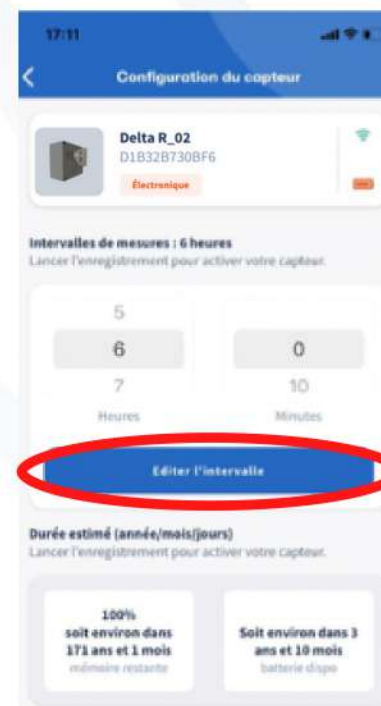 17:11
Configuration du capteur
Delta R_02
D1B32B730BF6
Électronique
Intervalles de mesures : 6 heures
Lancer l'enregistrement pour activer votre capteur.
5
6 0
7 10
Heures Minutes
Editer l'intervalle
Durée estimé (année/mois/jours)
Lancer l'enregistrement pour activer votre capteur.
100%
soit environ dans
171 ans et 1 mois
mémoire restante
Soit environ dans 3
ans et 10 mois
batterie dispo